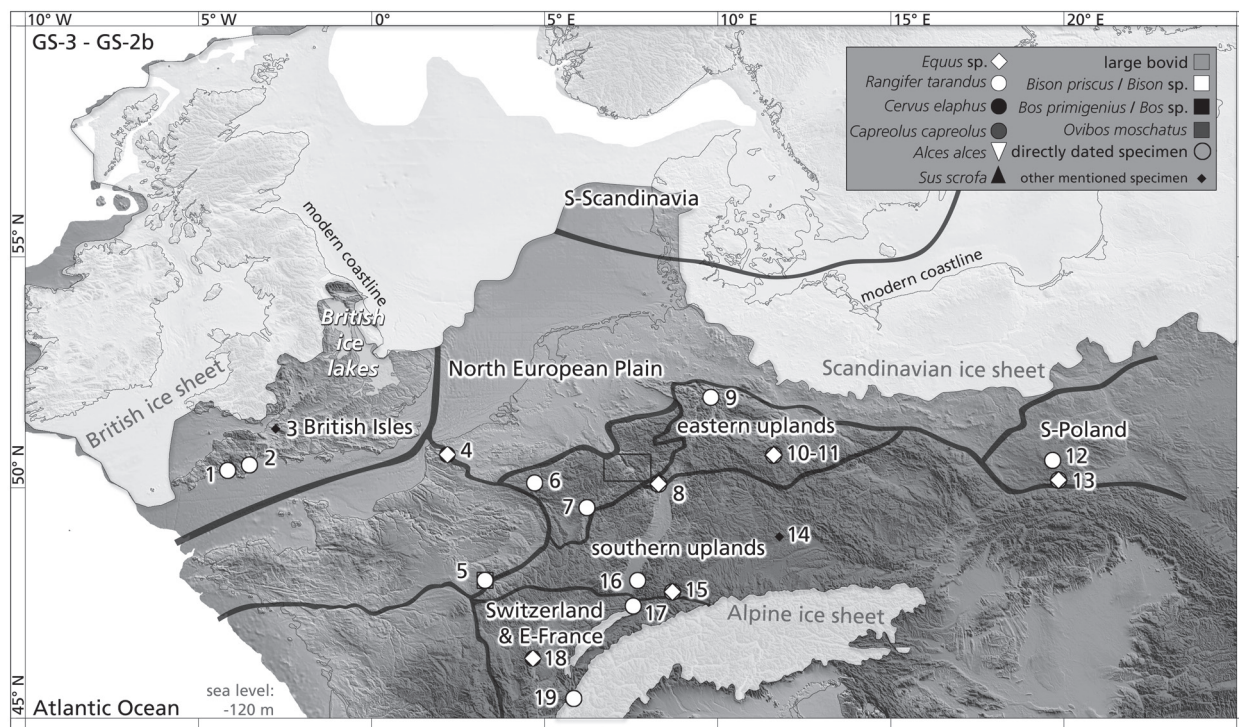 10° W
5° W
0°
5° E
10° E
15° E
20° E
GS-3 - GS-2b
Equus sp.
large bovid
Rangifer tarandus
Bison priscus / Bison sp.
Cervus elaphus
Bos primigenius / Bos sp.
Capreolus capreolus
Ovibos moschatus
Alces alces
directly dated specimen
Sus scrofa
other mentioned specimen
55° N
50° N
45° N
S-Scandinavia
modern coastline
modern coastline
British
ice
lakes
British ice sheet
North European Plain
Scandinavian ice sheet
9
eastern uplands
3 British Isles
S-Poland
1
2
4
10-11
12
6
8
13
7
14
southern uplands
5
16
15
Switzerland
& E-France
17
Alpine ice sheet
18
19
sea level:
-120 m
Atlantic Ocean